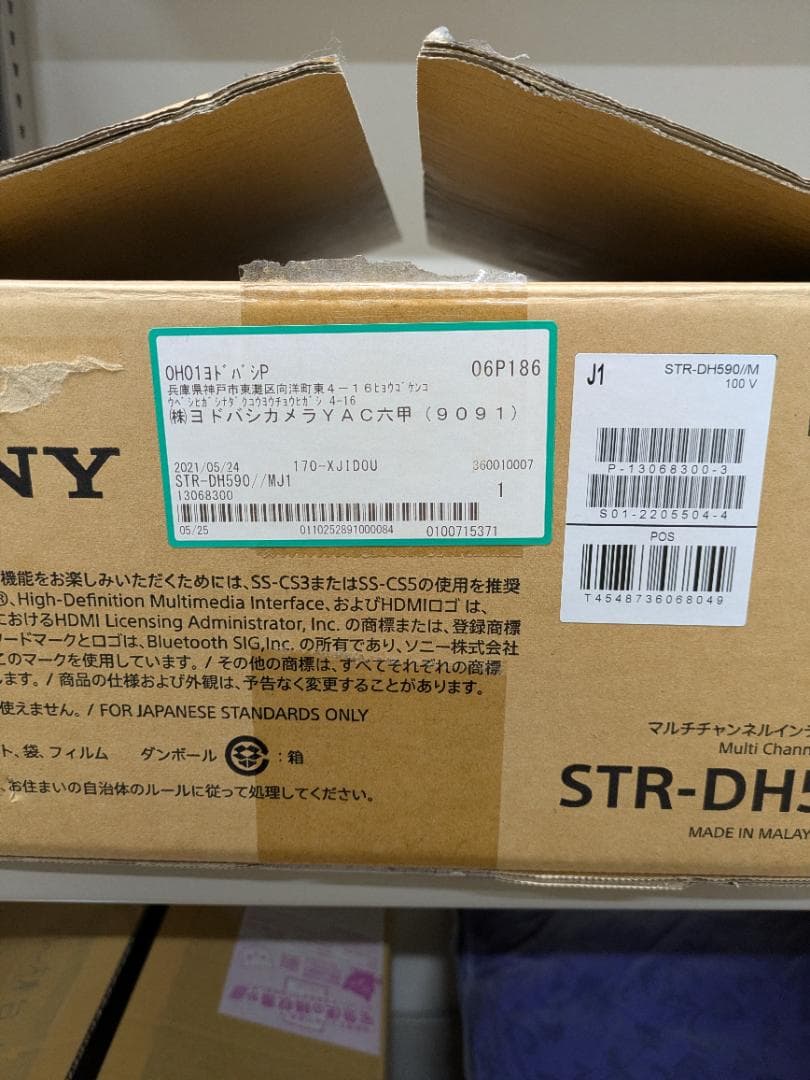 OH01ヨドバシP 06P186
兵庫県神戸市東灘区向洋町東4-16ヒョウゴケンコ
ウベシヒガシナダクコウヨウチョウヒガシ 4-16
㈱ヨドバシカメラYAC六甲(9091)
2021/05/24 170-XJIDOU 360010007
STR-DH590//MJ1
13068300 1
05/25 0110252891000084 0100715371
J1 STR-DH590//M
100 V
P-13068300-3
S01-2205504-4
POS
T4548736068049
NY
機能をお楽しみいただくためには、SS-CS3またはSS-CS5の使用を推奨
®、High-Definition Multimedia Interface、およびHDMIロゴ は、
におけるHDMI Licensing Administrator, Inc. の商標または、登録商標
ードマークとロゴは、Bluetooth SIG,Inc. の所有であり、ソニー株式会社
このマークを使用しています。/ その他の商標は、すべてそれぞれの商標
します。/ 商品の仕様および外観は、予告なく変更することがあります。
使えません。/ FOR JAPANESE STANDARDS ONLY
ト、袋、フィルム ダンボール :箱
、お住まいの自治体のルールに従って処理してください。
マルチチャンネルインテ
Multi Chann
STR-DH5
MADE IN MALAY